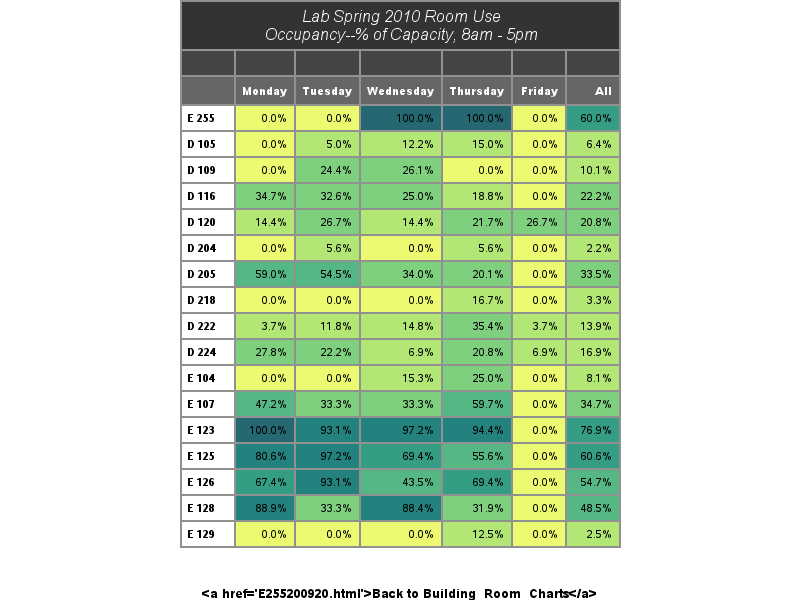 Lab Spring 2010 Room Use
Occupancy--% of Capacity, 8am - 5pm
Monday Tuesday Wednesday Thursday Friday All
E 255 0.0% 0.0% 100.0% 100.0% 0.0% 60.0%
D 105 0.0% 5.0% 12.2% 15.0% 0.0% 6.4%
D 109 0.0% 24.4% 26.1% 0.0% 0.0% 10.1%
D 116 34.7% 32.6% 25.0% 18.8% 0.0% 22.2%
D 120 14.4% 26.7% 14.4% 21.7% 26.7% 20.8%
D 204 0.0% 5.6% 0.0% 5.6% 0.0% 2.2%
D 205 59.0% 54.5% 34.0% 20.1% 0.0% 33.5%
D 218 0.0% 0.0% 0.0% 16.7% 0.0% 3.3%
D 222 3.7% 11.8% 14.8% 35.4% 3.7% 13.9%
D 224 27.8% 22.2% 6.9% 20.8% 6.9% 16.9%
E 104 0.0% 0.0% 15.3% 25.0% 0.0% 8.1%
E 107 47.2% 33.3% 33.3% 59.7% 0.0% 34.7%
E 123 100.0% 93.1% 97.2% 94.4% 0.0% 76.9%
E 125 80.6% 97.2% 69.4% 55.6% 0.0% 60.6%
E 126 67.4% 93.1% 43.5% 69.4% 0.0% 54.7%
E 128 88.9% 33.3% 88.4% 31.9% 0.0% 48.5%
E 129 0.0% 0.0% 0.0% 12.5% 0.0% 2.5%
<a href='E255200920.html'>Back to Building_Room_Charts</a>